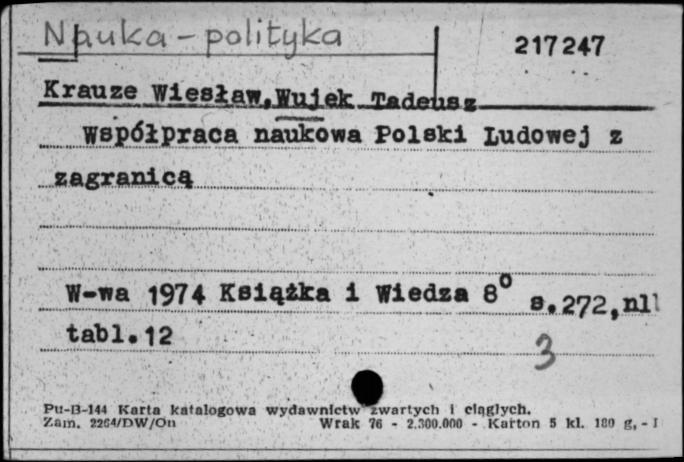 Nauka - polityka
217247
Krauze Wiesław, Wujek Tadeusz
Współpraca naukowa Polski Ludowej z
zagranicą
W-wa 1974 Książka i Wiedza 8° s.272,nl1
tabl.12
3
Pu-B-144 Karta katalogowa wydawnictw zwartych i ciągłych.
Zam. 2264/DW/On Wrak 76 - 2.300.000 - Karton 5 kl. 180 g, - I